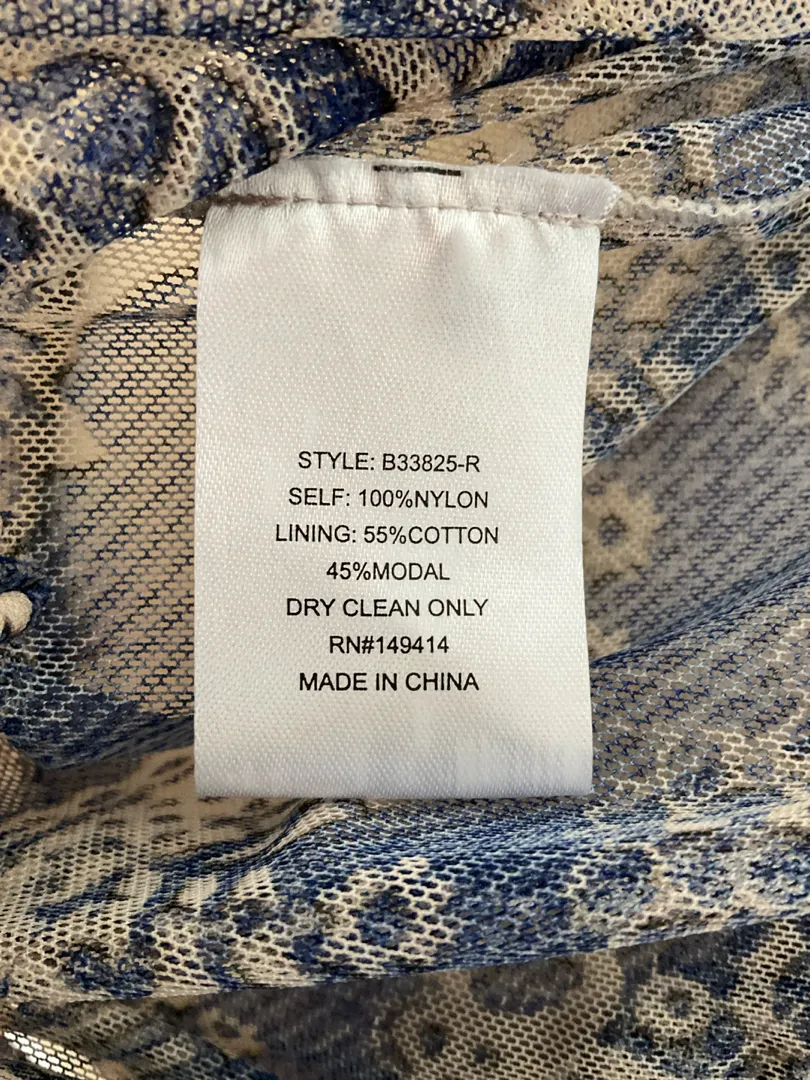 STYLE: B33825-R
SELF: 100%NYLON
LINING: 55%COTTON
45%MODAL
DRY CLEAN ONLY
RN#149414
MADE IN CHINA